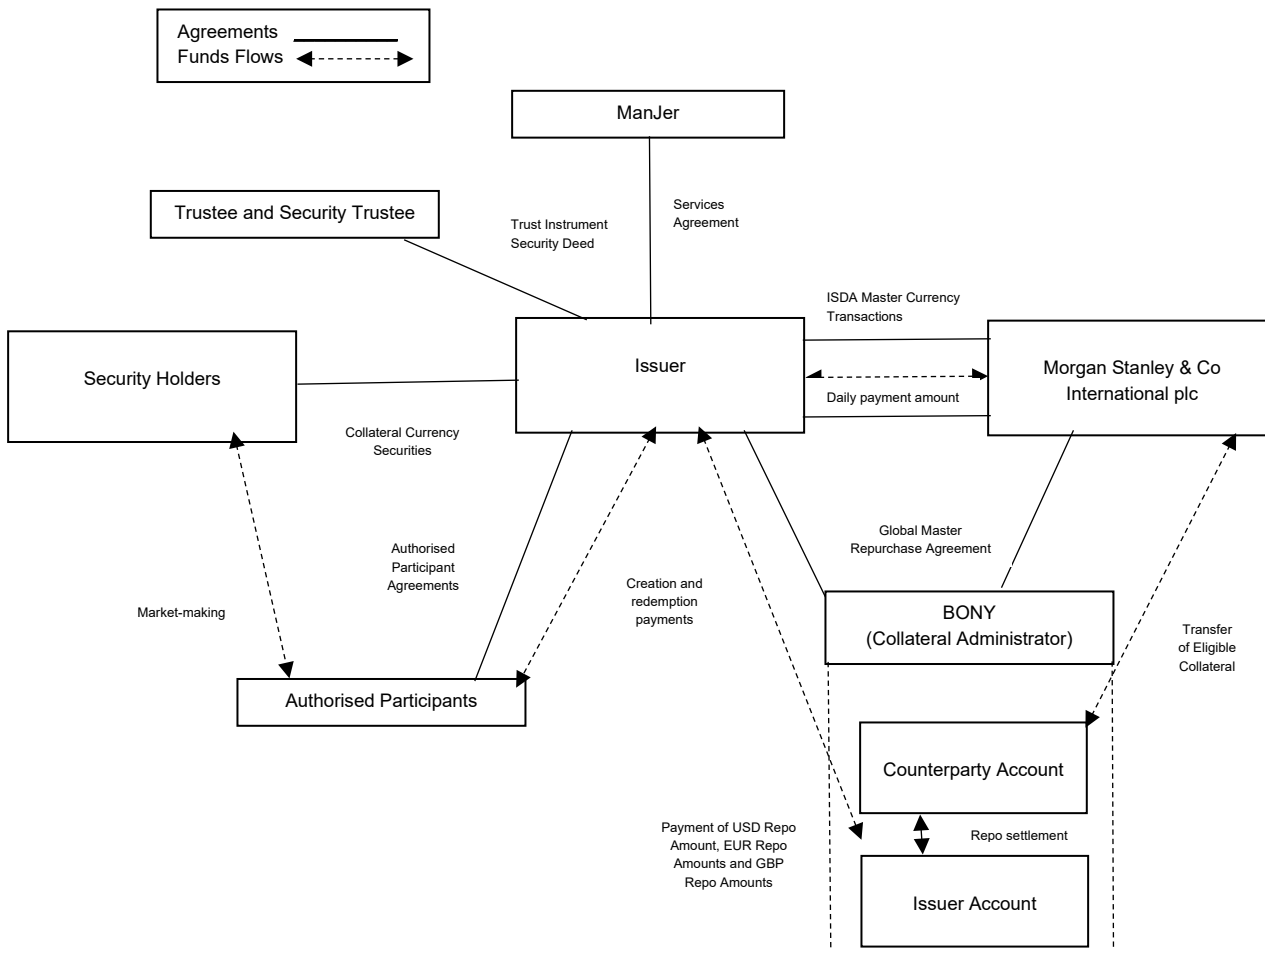 Agreements
Funds Flows
ManJer
Trustee and Security Trustee
Services
Agreement
Trust Instrument
Security Deed
ISDA Master Currency
Transactions
Security Holders
Issuer
Morgan Stanley & Co
International plc
Daily payment amount
Collateral Currency
Securities
Global Master
Repurchase Agreement
Authorised
Participant
Agreements
Creation and
redemption
payments
Market-making
BONY
(Collateral Administrator)
Transfer
of Eligible
Collateral
Authorised Participants
Counterparty Account
Payment of USD Repo
Amount, EUR Repo
Amounts and GBP
Repo Amounts
Repo settlement
Issuer Account